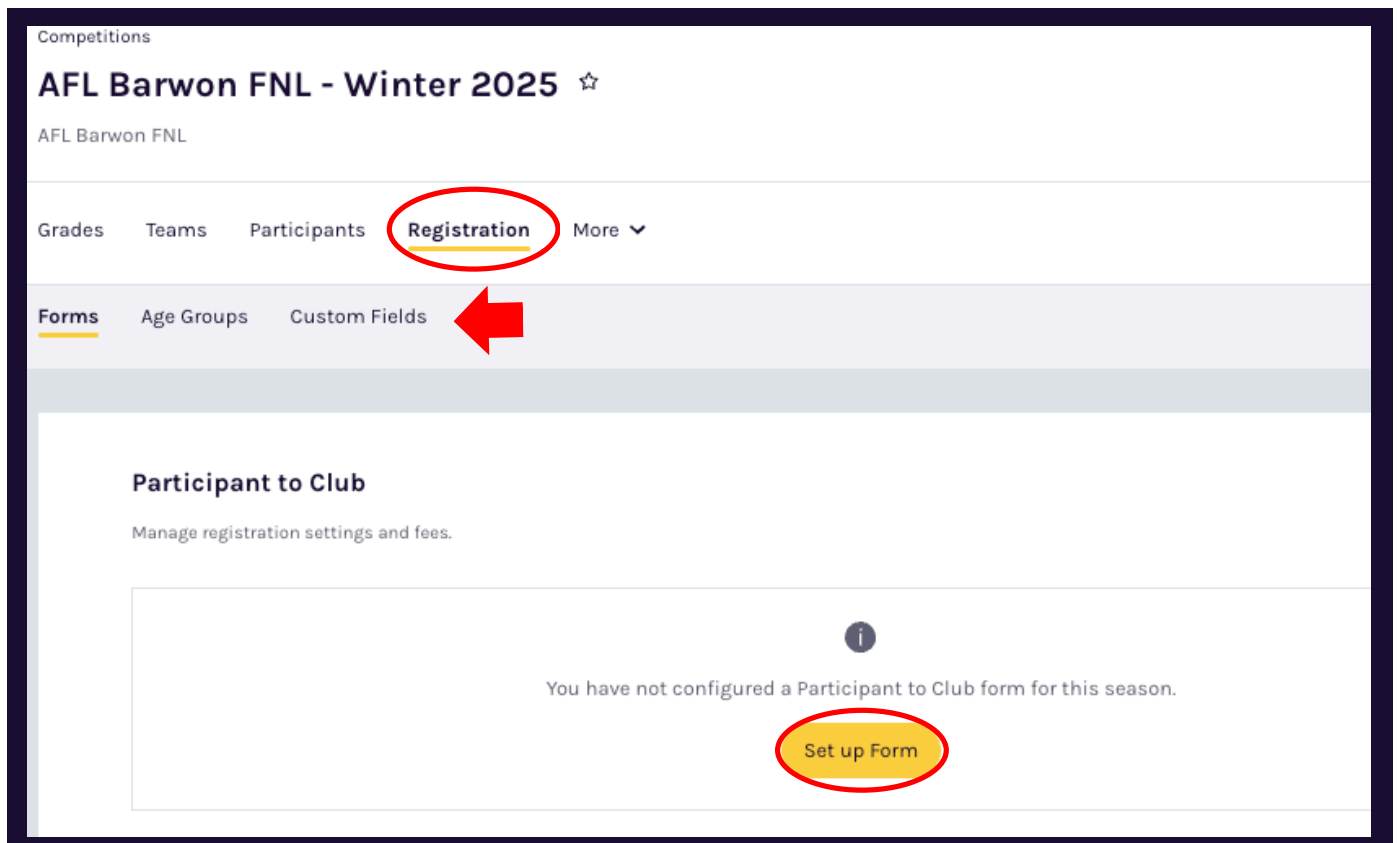 Competitions
AFL Barwon FNL - Winter 2025
AFL Barwon FNL
Grades Teams Participants Registration More
Forms Age Groups Custom Fields
Participant to Club
Manage registration settings and fees.
i
You have not configured a Participant to Club form for this season.
Set up Form